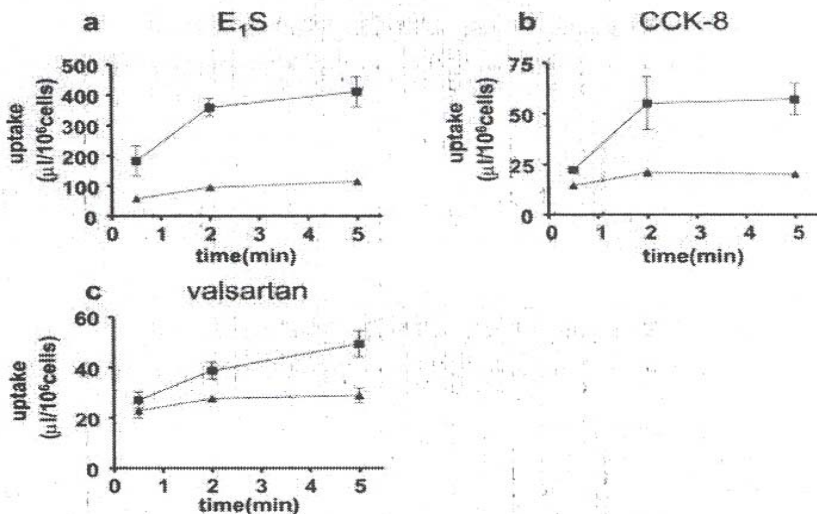 a E₁S
500
400
300
200
100
0
uptake
(μl/10⁶cells)
0 1 2 3 4 5
time(min)
b CCK-8
75
50
25
0
uptake
(μl/10⁶cells)
0 1 2 3 4 5
time(min)
c valsartan
60
40
20
0
uptake
(μl/10⁶cells)
0 1 2 3 4 5
time(min)